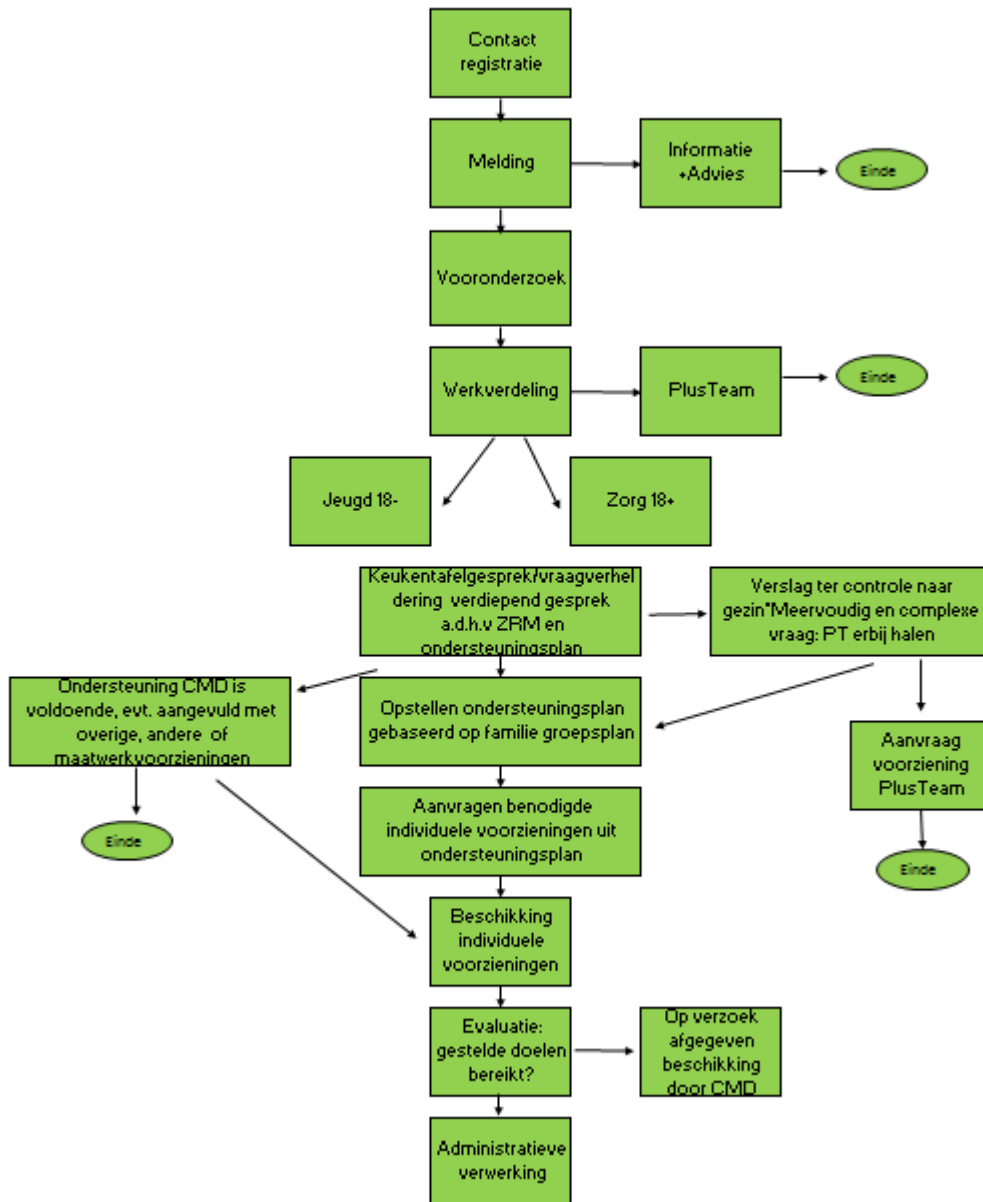 Contact
registratie
Melding
Informatie
+Advies
Einde
Vooronderzoek
Werkverdeling
PlusTeam
Einde
Jeugd 18-
Zorg 18+
Keukentafelgesprek/vraagverhel
dering verdiepend gesprek
a.d.h.v ZRM en
ondersteuningsplan
Verslag ter controle naar
gezin"Meervoudig en complexe
vraag: PT erbij halen
Ondersteuning CMD is
voldoende, evt. aangevuld met
overige, andere of
maatwerkvoorzieningen
Opstellen ondersteuningsplan
gebaseerd op familie groepsplan
Aanvraag
voorziening
PlusTeam
Einde
Aanvragen benodigde
individuele voorzieningen uit
ondersteuningsplan
Einde
Beschikking
individuele
voorzieningen
Evaluatie:
gestelde doelen
bereikt?
Op verzoek
afgegeven
beschikking
door CMD
Administratieve
verwerking